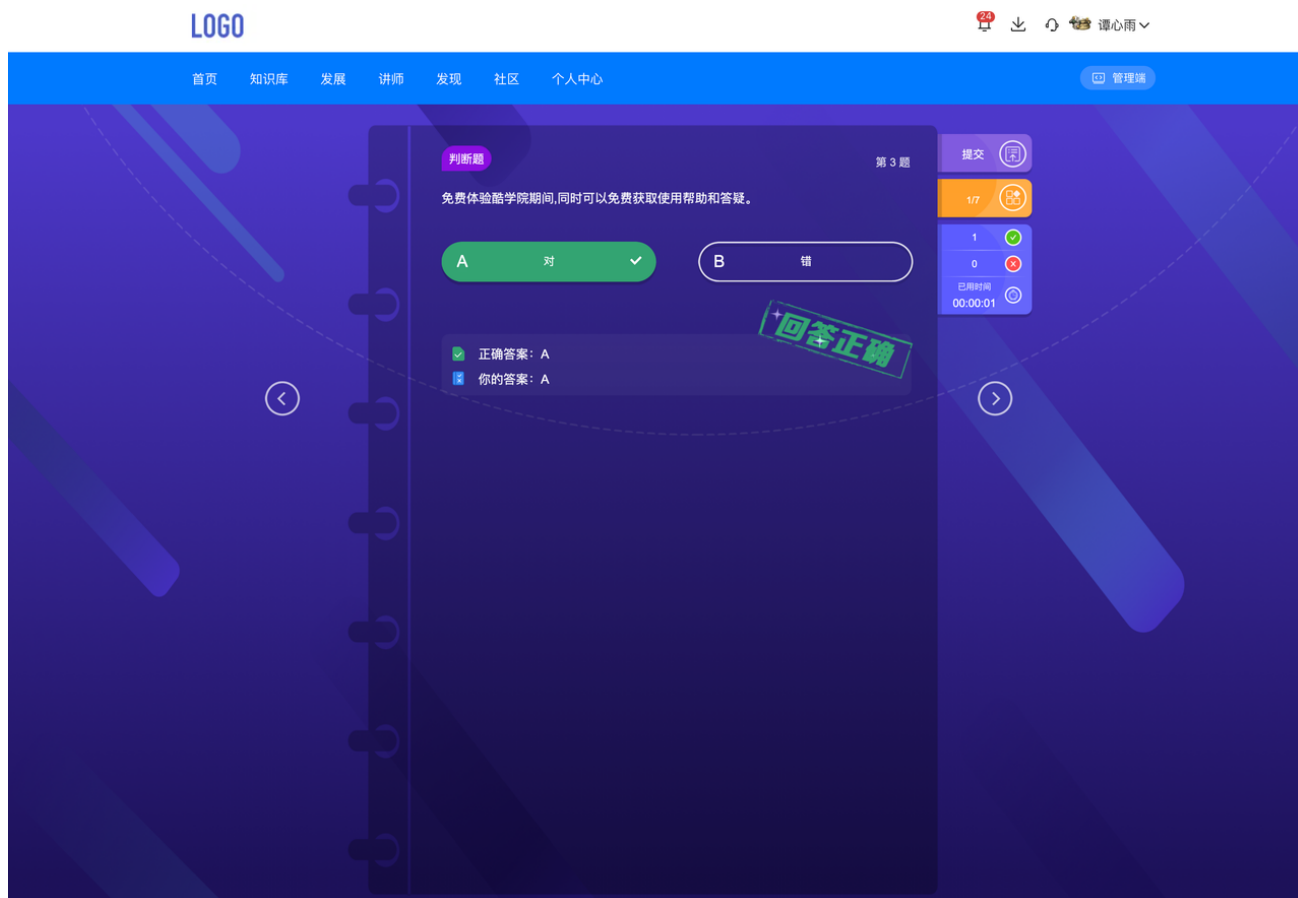 LOGO
24
谭心雨
首页 知识库 发展 讲师 发现 社区 个人中心 管理端
判断题
第 3 题
提交
免费体验酷学院期间,同时可以免费获取使用帮助和答疑。
1/7
A 对
B 错
1
0
已用时间
00:00:01
回答正确
正确答案：A
你的答案：A